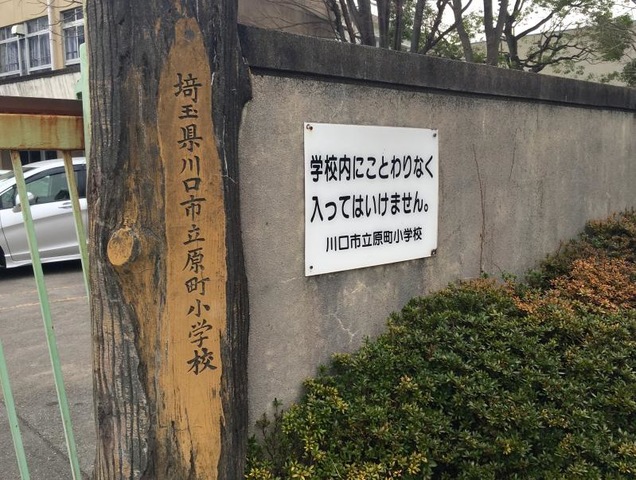 埼玉県川口市立原町小学校
学校内にことわりなく
入ってはいけません。
川口市立原町小学校